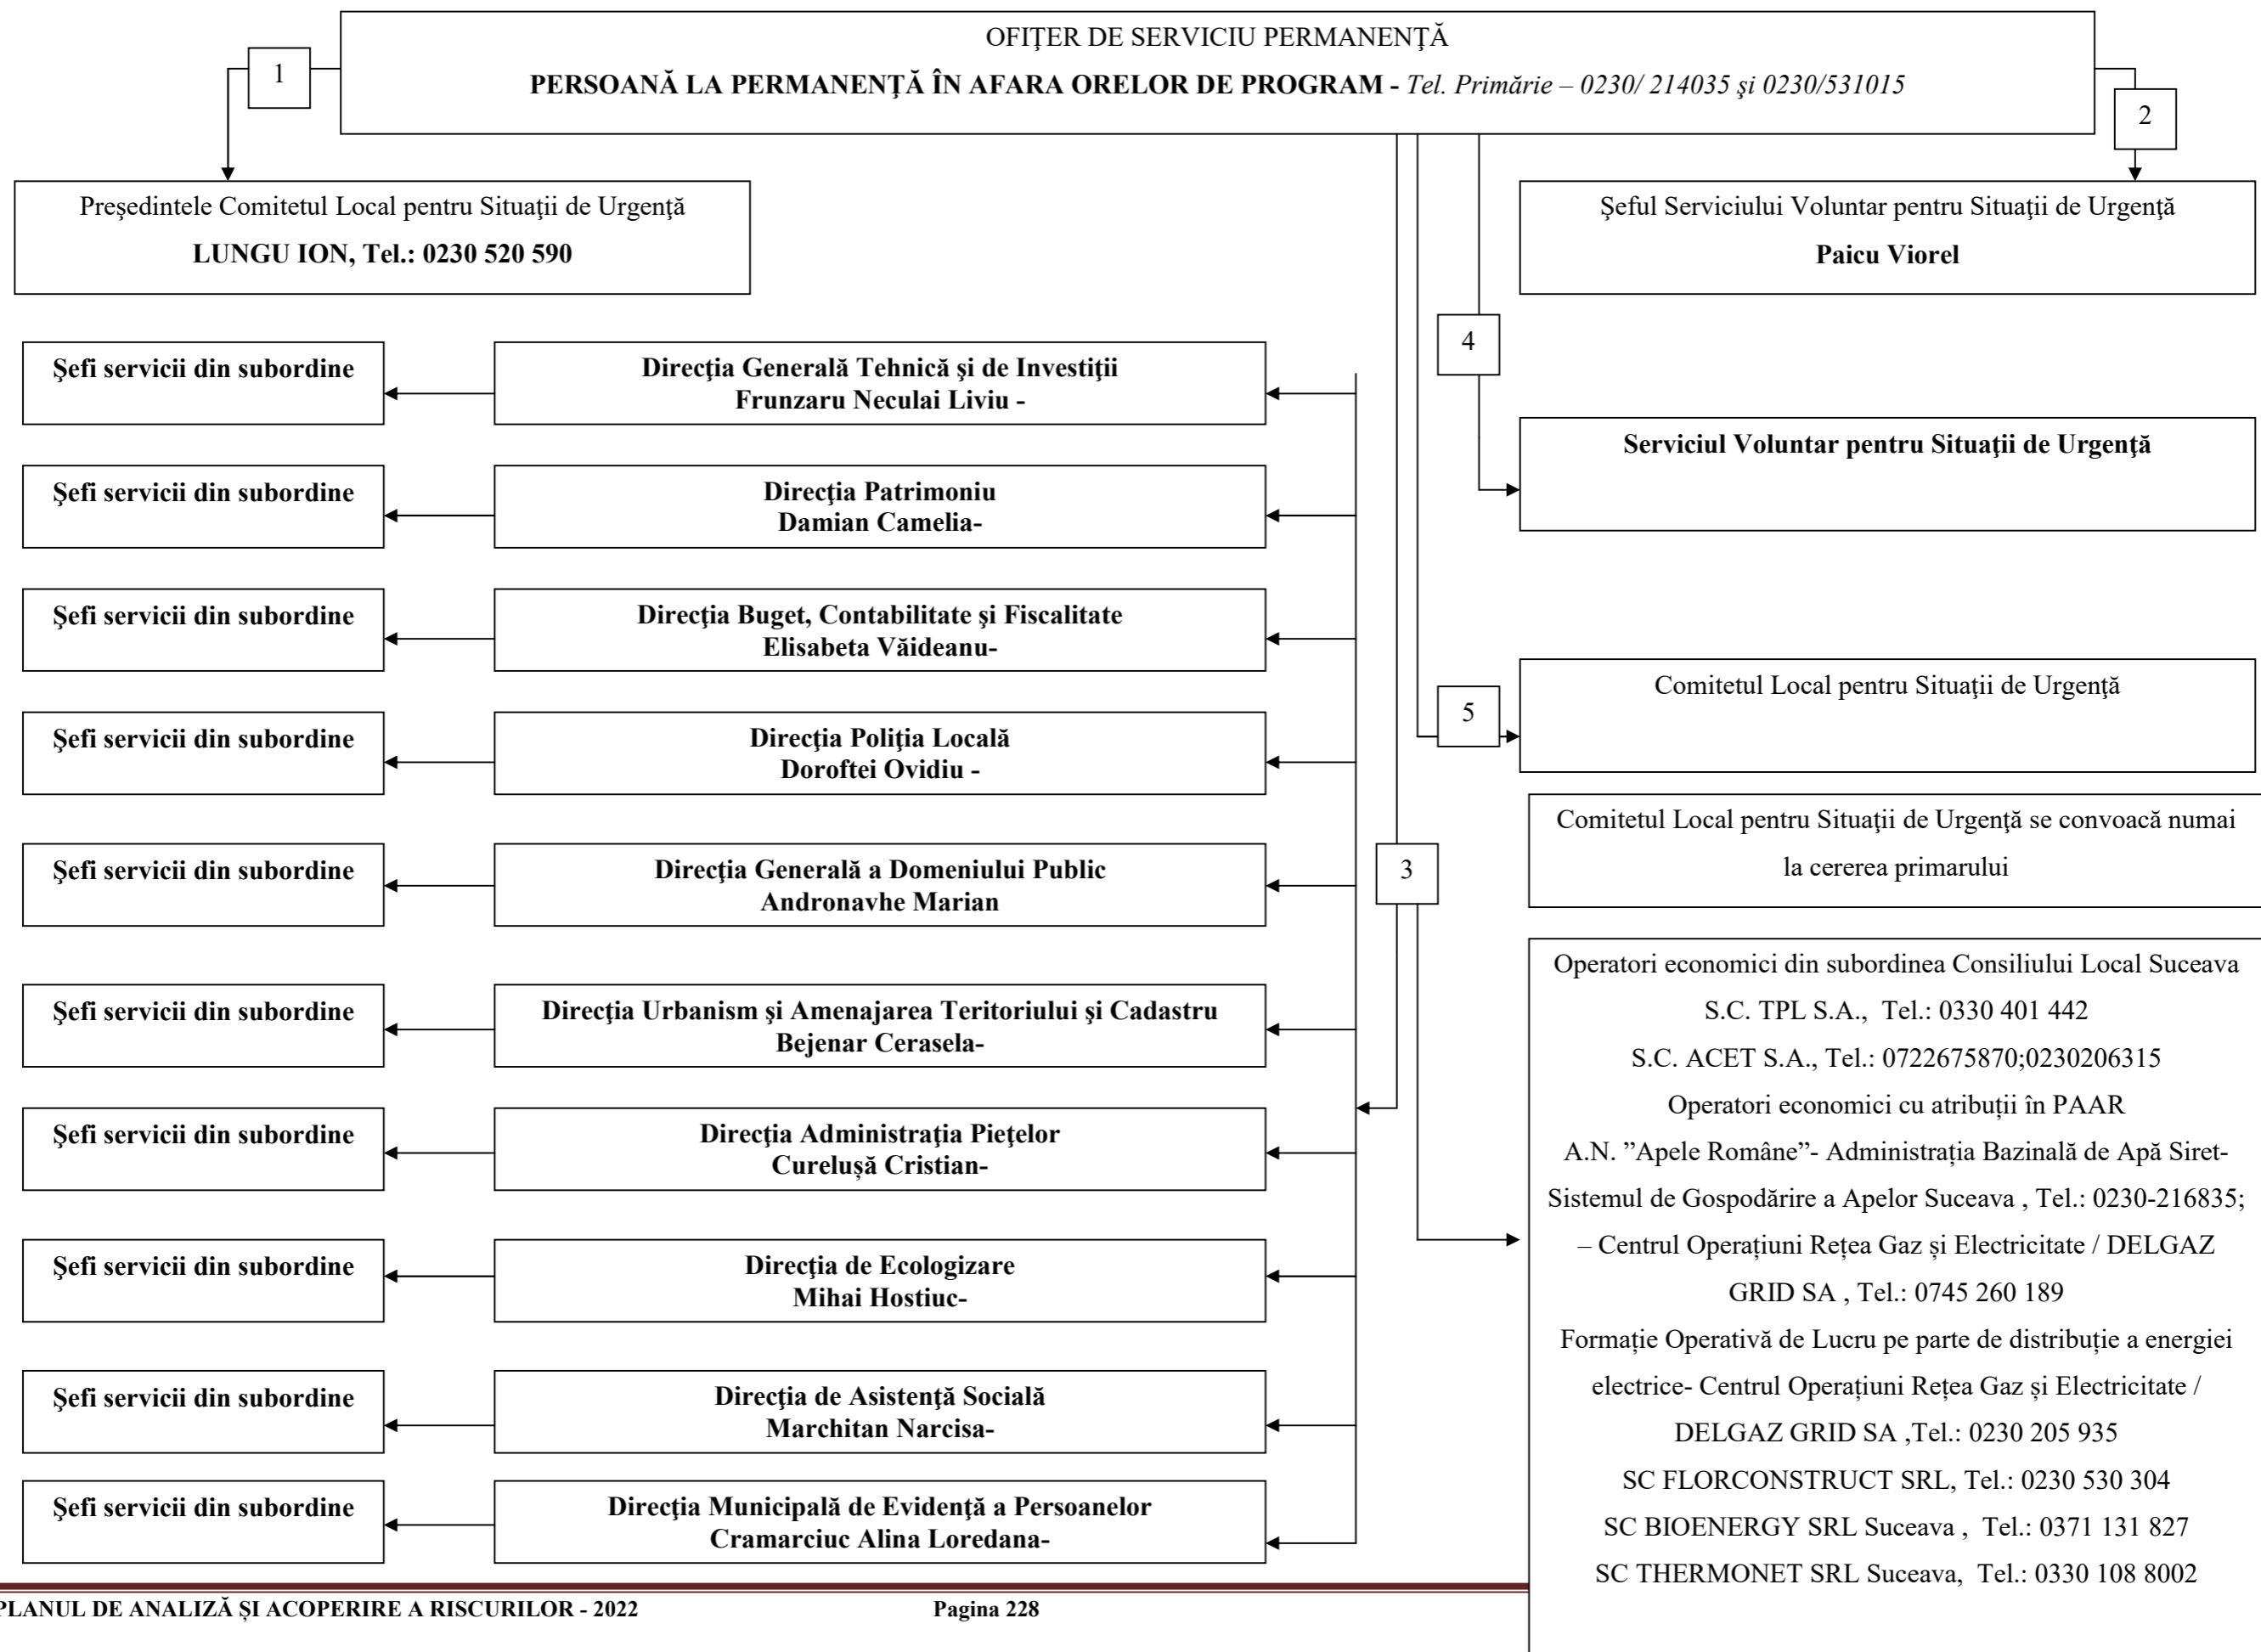 OFIŢER DE SERVICIU PERMANENŢĂ
PERSOANĂ LA PERMANENŢĂ ÎN AFARA ORELOR DE PROGRAM - Tel. Primărie – 0230/ 214035 şi 0230/531015
1
2
Preşedintele Comitetul Local pentru Situaţii de Urgenţă
LUNGU ION, Tel.: 0230 520 590
Şeful Serviciului Voluntar pentru Situaţii de Urgenţă
Paicu Viorel
4
Şefi servicii din subordine
Direcţia Generală Tehnică şi de Investiţii
Frunzaru Neculai Liviu -
Serviciul Voluntar pentru Situaţii de Urgenţă
Şefi servicii din subordine
Direcţia Patrimoniu
Damian Camelia-
Şefi servicii din subordine
Direcţia Buget, Contabilitate şi Fiscalitate
Elisabeta Văideanu-
5
Comitetul Local pentru Situaţii de Urgenţă
Şefi servicii din subordine
Direcţia Poliţia Locală
Doroftei Ovidiu -
Comitetul Local pentru Situaţii de Urgenţă se convoacă numai
la cererea primarului
3
Şefi servicii din subordine
Direcţia Generală a Domeniului Public
Andronavhe Marian
Şefi servicii din subordine
Direcţia Urbanism şi Amenajarea Teritoriului şi Cadastru
Bejenar Cerasela-
Şefi servicii din subordine
Direcţia Administraţia Pieţelor
Curelușă Cristian-
Şefi servicii din subordine
Direcţia de Ecologizare
Mihai Hostiuc-
Şefi servicii din subordine
Direcţia de Asistenţă Socială
Marchitan Narcisa-
Şefi servicii din subordine
Direcţia Municipală de Evidenţă a Persoanelor
Cramarciuc Alina Loredana-
Operatori economici din subordinea Consiliului Local Suceava
S.C. TPL S.A., Tel.: 0330 401 442
S.C. ACET S.A., Tel.: 0722675870;0230206315
Operatori economici cu atribuții în PAAR
A.N. ”Apele Române”- Administrația Bazinală de Apă Siret-
Sistemul de Gospodărire a Apelor Suceava , Tel.: 0230-216835;
– Centrul Operațiuni Rețea Gaz și Electricitate / DELGAZ
GRID SA , Tel.: 0745 260 189
Formație Operativă de Lucru pe parte de distribuție a energiei
electrice- Centrul Operațiuni Rețea Gaz și Electricitate /
DELGAZ GRID SA ,Tel.: 0230 205 935
SC FLORCONSTRUCT SRL, Tel.: 0230 530 304
SC BIOENERGY SRL Suceava , Tel.: 0371 131 827
SC THERMONET SRL Suceava, Tel.: 0330 108 8002
PLANUL DE ANALIZĂ ȘI ACOPERIRE A RISCURILOR - 2022
Pagina 228